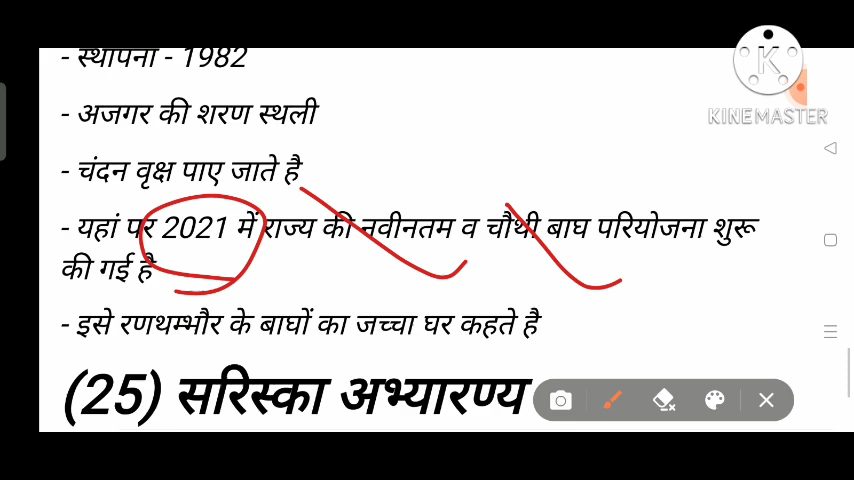 - स्थापना - 1982
K
KINEMASTER
- अजगर की शरण स्थली
- चंदन वृक्ष पाए जाते है
- यहां पर 2021 में राज्य की नवीनतम व चौथी बाघ परियोजना शुरू
की गई है
- इसे रणथम्भौर के बाघों का जच्चा घर कहते है
(25) सरिस्का अभ्यारण्य